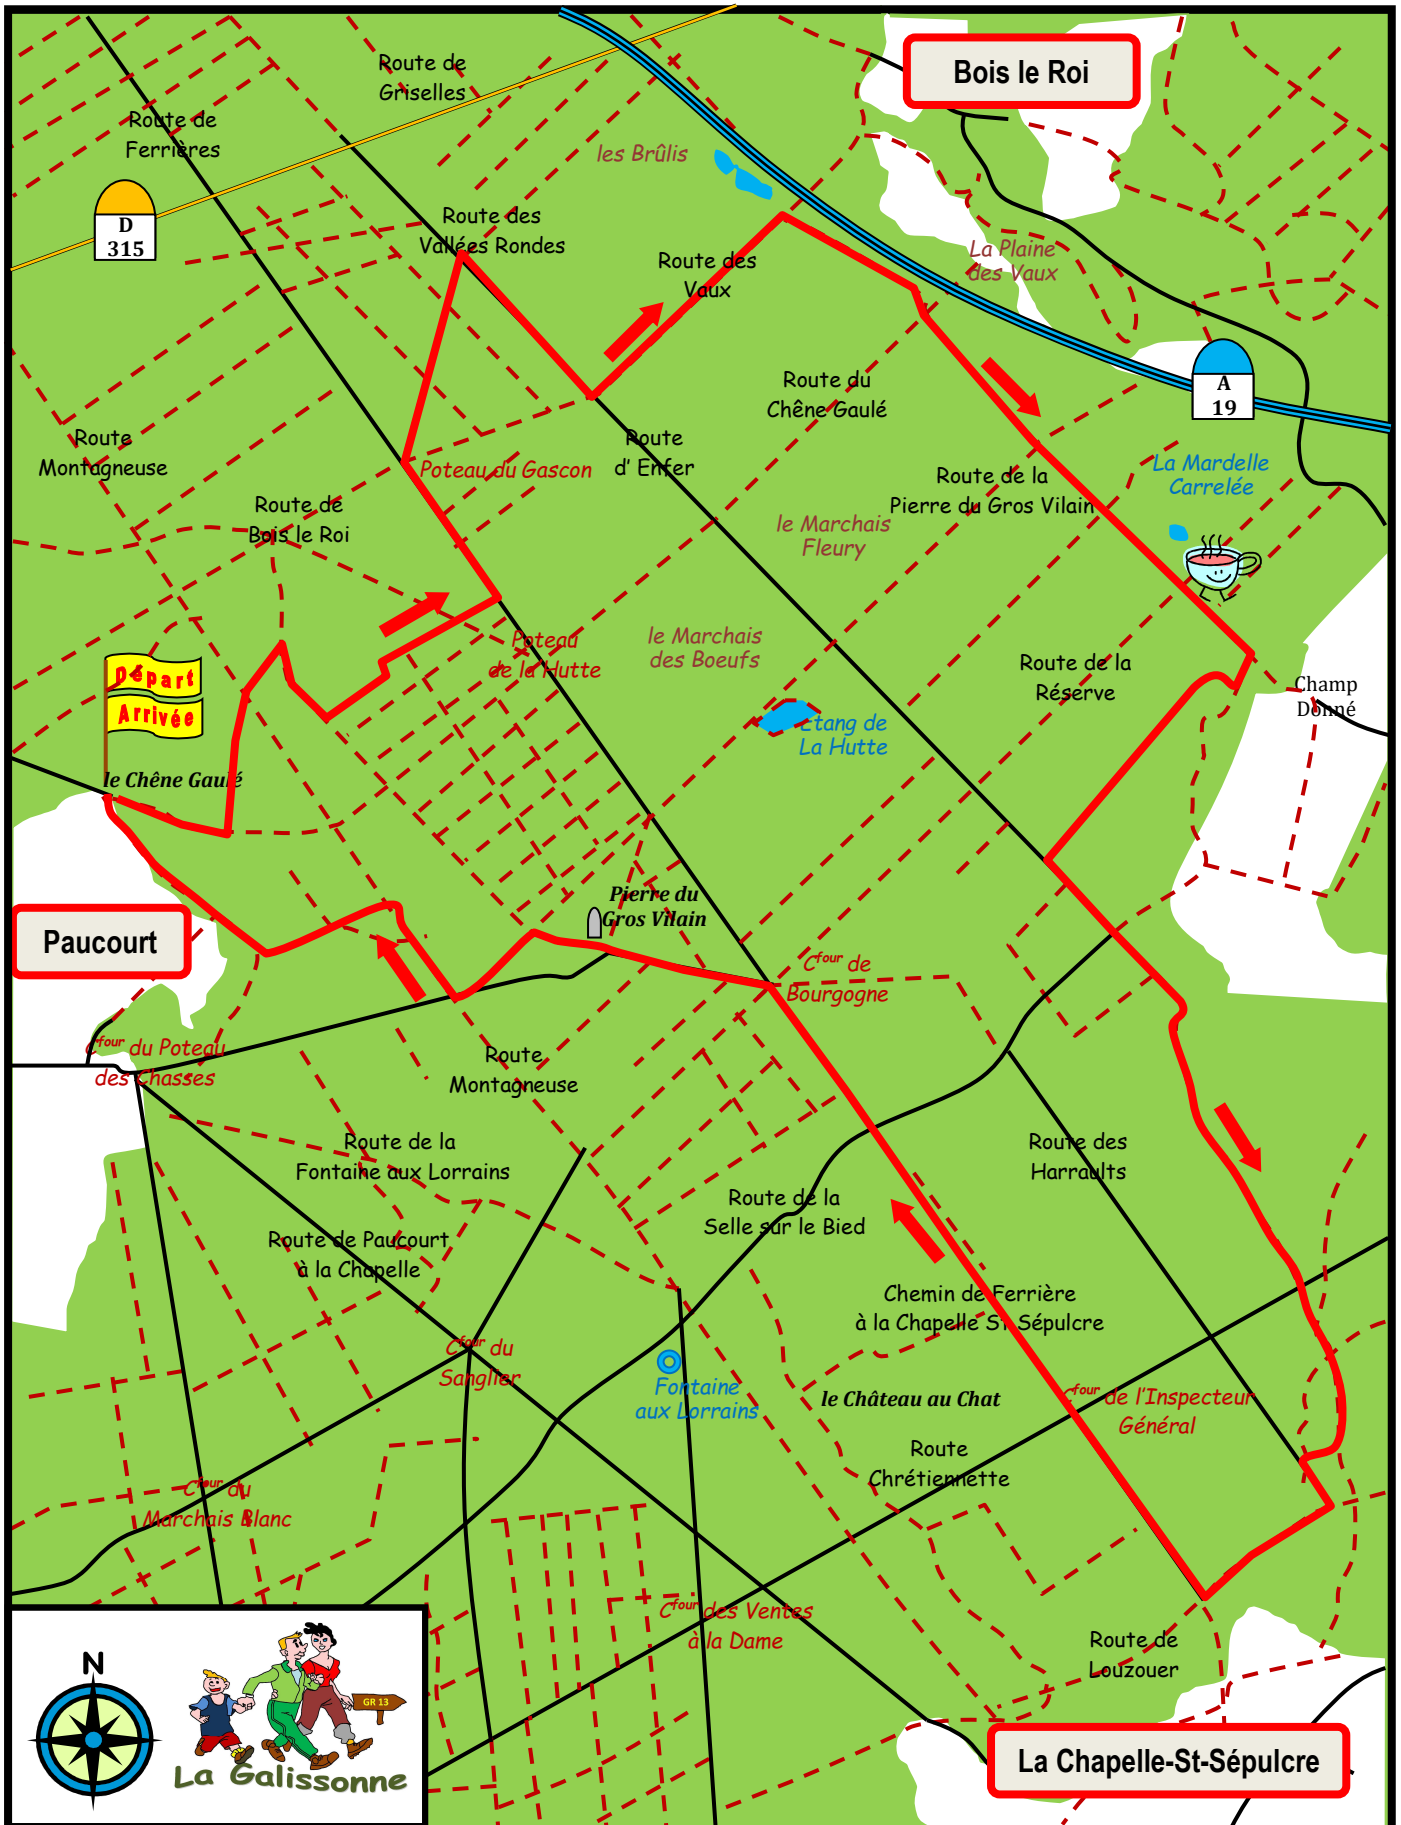 Route de
Griselles
Bois le Roi
Route de
Ferrières
les Brûlis
D
315
Route des
Vallées Rondes
Route des
Vaux
La Plaine
des Vaux
A
19
Route du
Chêne Gaulé
Route
Montagneuse
Poteau du Gascon
Route
d' Enfer
Route de la
Pierre du Gros Vilain
La Mardelle
Carrelée
Route de
Bois le Roi
le Marchais
Fleury
Poteau
de la Hutte
le Marchais
des Boeufs
Route de la
Réserve
Champ
Donné
Départ
Arrivée
Etang de
La Hutte
le Chêne Gaulé
Pierre du
Gros Vilain
Paucourt
Cfour de
Bourgogne
Cfour du Poteau
des Chasses
Route
Montagneuse
Route de la
Fontaine aux Lorrains
Route des
Harraults
Route de la
Selle sur le Bied
Route de Paucourt
à la Chapelle
Chemin de Ferrière
à la Chapelle St Sépulcre
Cfour du
Sanglier
Fontaine
aux Lorrains
le Château au Chat
Cfour de l'Inspecteur
Général
Route
Chrétiennette
Cfour du
Marchais Blanc
Cfour des Ventes
à la Dame
Route de
Louzouer
N
GR 13
La Galissonne
La Chapelle-St-Sépulcre